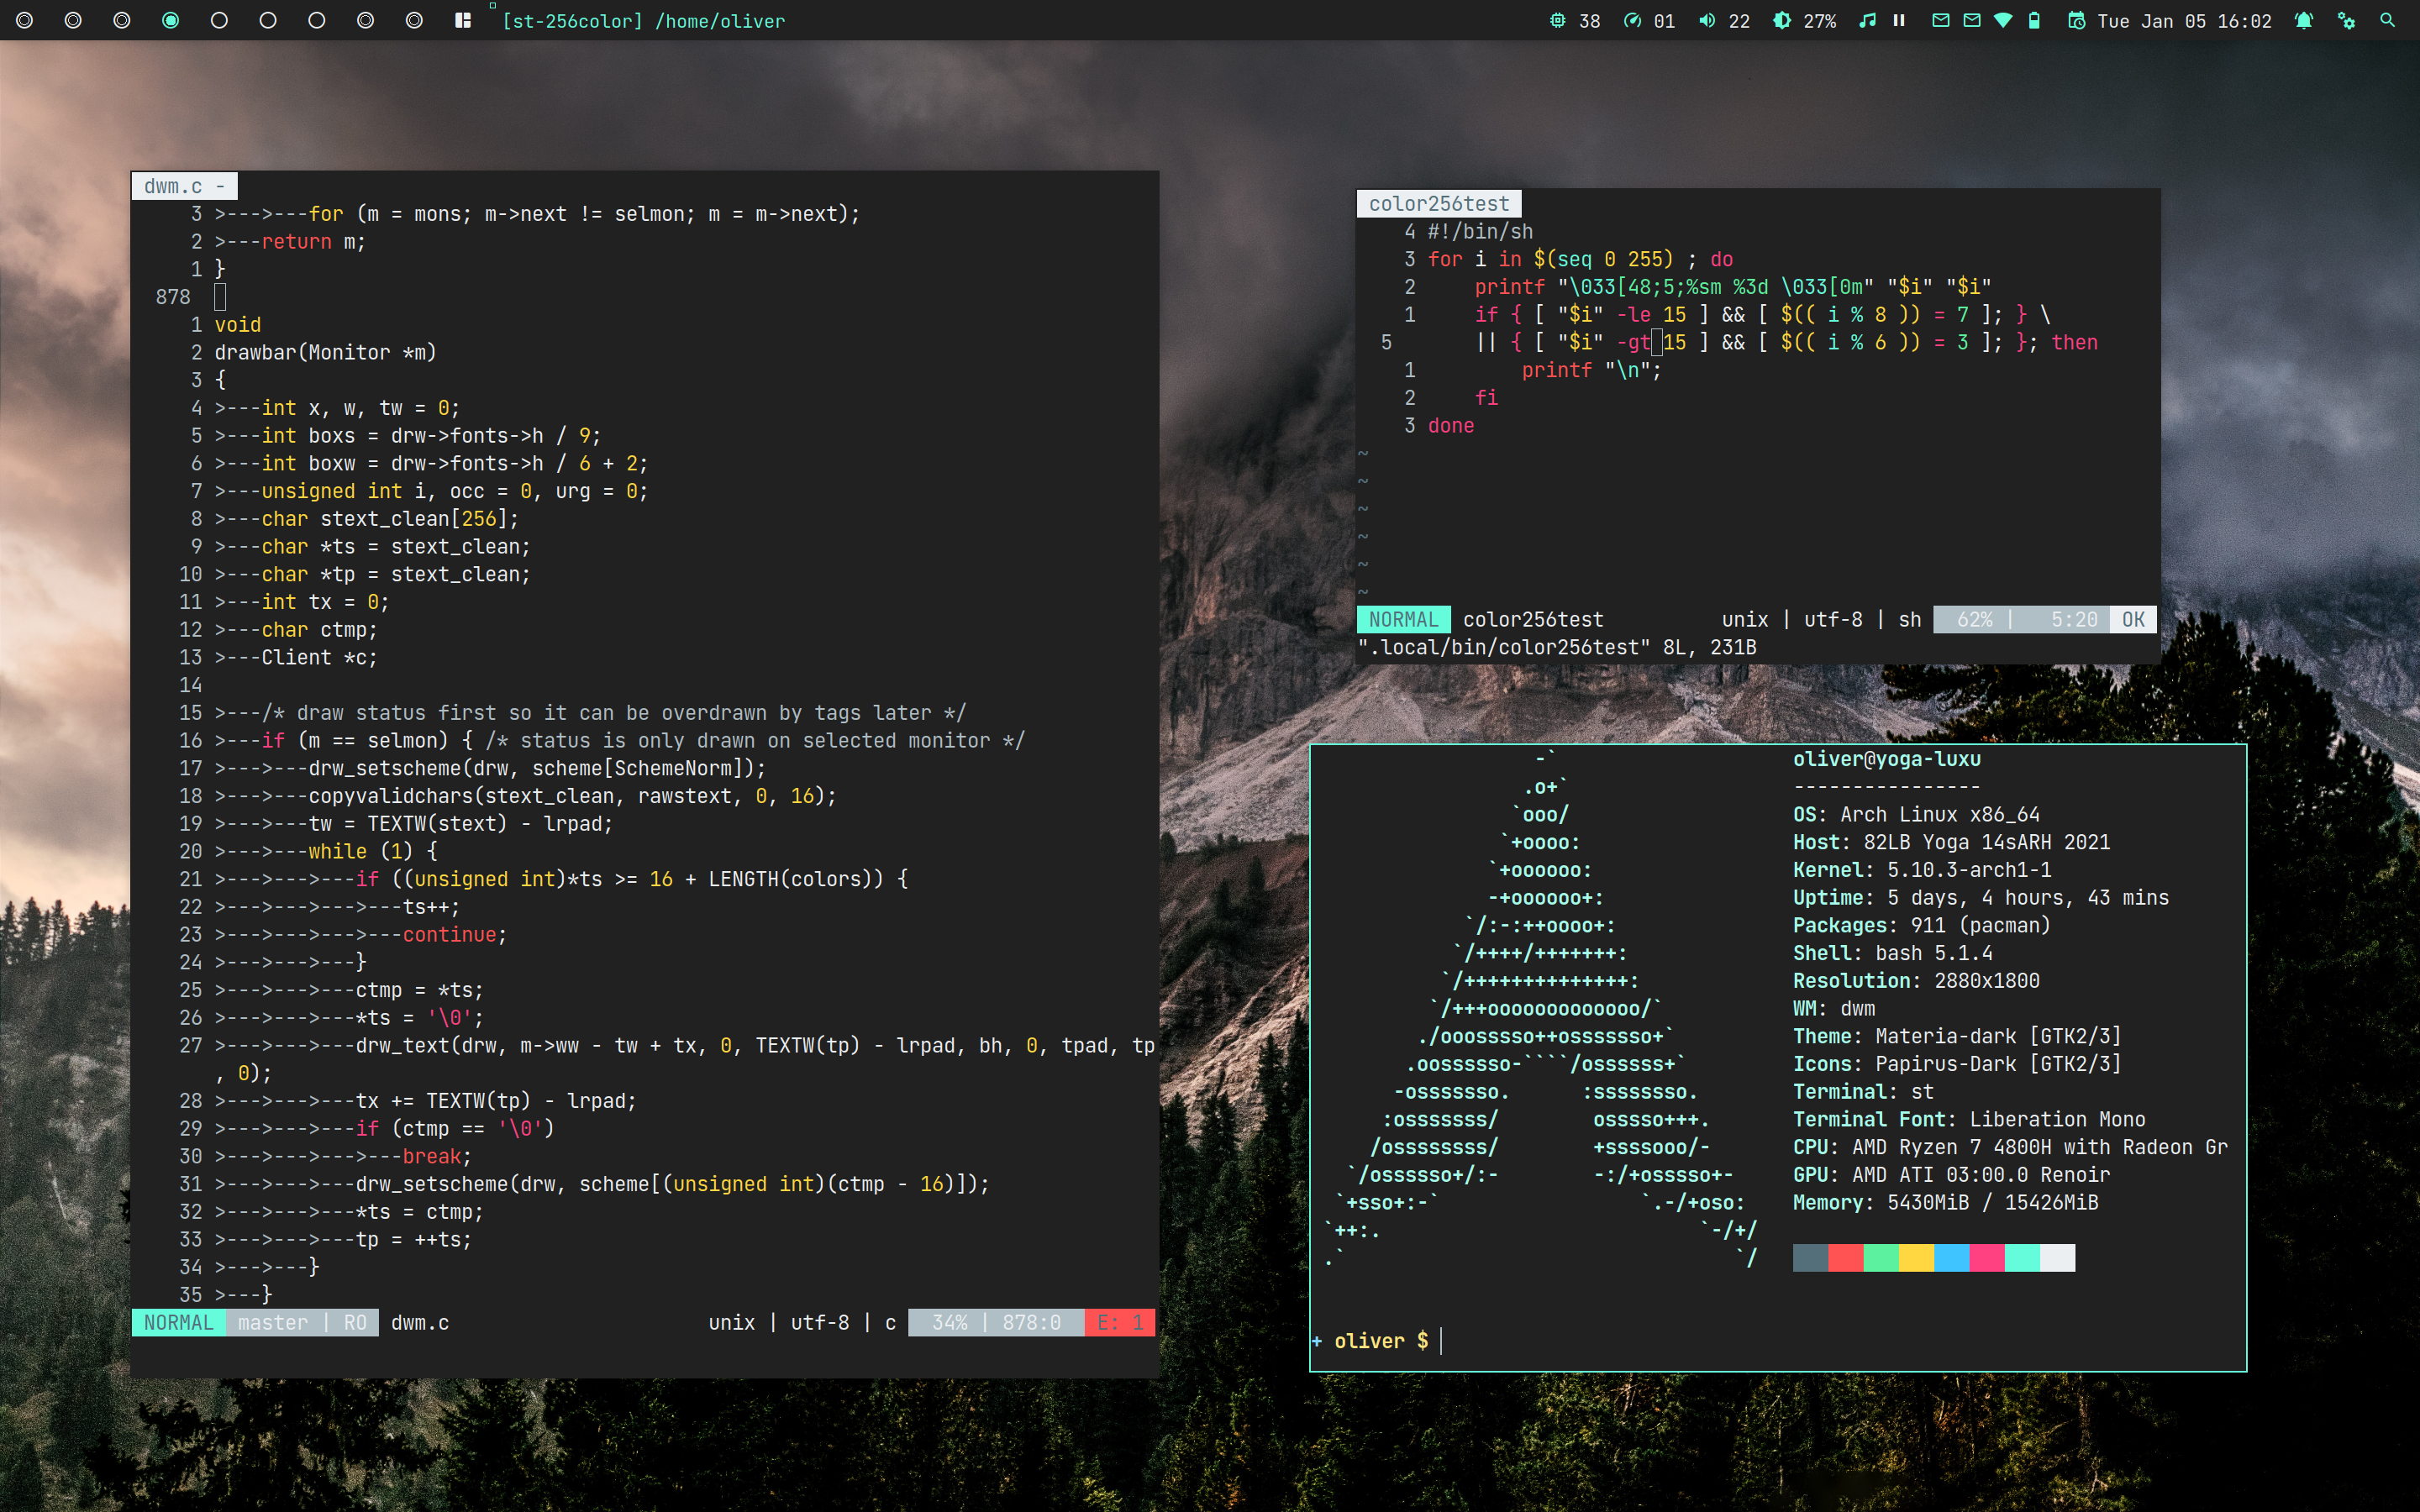 [st-256color] /home/oliver
38 01 22 27% Tue Jan 05 16:02
dwm.c -
3 >--->---for (m = mons; m->next != selmon; m = m->next);
2 >---return m;
1 }
878
1 void
2 drawbar(Monitor *m)
3 {
4 >---int x, w, tw = 0;
5 >---int boxs = drw->fonts->h / 9;
6 >---int boxw = drw->fonts->h / 6 + 2;
7 >---unsigned int i, occ = 0, urg = 0;
8 >---char stext_clean[256];
9 >---char *ts = stext_clean;
10 >---char *tp = stext_clean;
11 >---int tx = 0;
12 >---char ctmp;
13 >---Client *c;
14
15 >---/* draw status first so it can be overdrawn by tags later */
16 >---if (m == selmon) { /* status is only drawn on selected monitor */
17 >--->---drw_setscheme(drw, scheme[SchemeNorm]);
18 >--->---copyvalidchars(stext_clean, rawstext, 0, 16);
19 >--->---tw = TEXTW(stext) - lrpad;
20 >--->---while (1) {
21 >--->--->---if ((unsigned int)*ts >= 16 + LENGTH(colors)) {
22 >--->--->--->---ts++;
23 >--->--->--->---continue;
24 >--->--->---}
25 >--->--->---ctmp = *ts;
26 >--->--->---*ts = '\0';
27 >--->--->---drw_text(drw, m->ww - tw + tx, 0, TEXTW(tp) - lrpad, bh, 0, tpad, tp
, 0);
28 >--->--->---tx += TEXTW(tp) - lrpad;
29 >--->--->---if (ctmp == '\0')
30 >--->--->--->---break;
31 >--->--->---drw_setscheme(drw, scheme[(unsigned int)(ctmp - 16)]);
32 >--->--->---*ts = ctmp;
33 >--->--->---tp = ++ts;
34 >--->---}
35 >---}
NORMAL master | RO dwm.c unix | utf-8 | c 34% | 878:0 E: 1
color256test
4 #!/bin/sh
3 for i in $(seq 0 255) ; do
2     printf "\033[48;5;%sm %3d \033[0m" "$i" "$i"
1     if { [ "$i" -le 15 ] && [ $(( i % 8 )) = 7 ]; } \
5     || { [ "$i" -gt 15 ] && [ $(( i % 6 )) = 3 ]; }; then
1         printf "\n";
2     fi
3 done
~
~
~
~
~
~
NORMAL color256test unix | utf-8 | sh 62% | 5:20 OK
".local/bin/color256test" 8L, 231B
oliver@yoga-luxu
----------------
OS: Arch Linux x86_64
Host: 82LB Yoga 14sARH 2021
Kernel: 5.10.3-arch1-1
Uptime: 5 days, 4 hours, 43 mins
Packages: 911 (pacman)
Shell: bash 5.1.4
Resolution: 2880x1800
WM: dwm
Theme: Materia-dark [GTK2/3]
Icons: Papirus-Dark [GTK2/3]
Terminal: st
Terminal Font: Liberation Mono
CPU: AMD Ryzen 7 4800H with Radeon Gr
GPU: AMD ATI 03:00.0 Renoir
Memory: 5430MiB / 15426MiB
+ oliver $